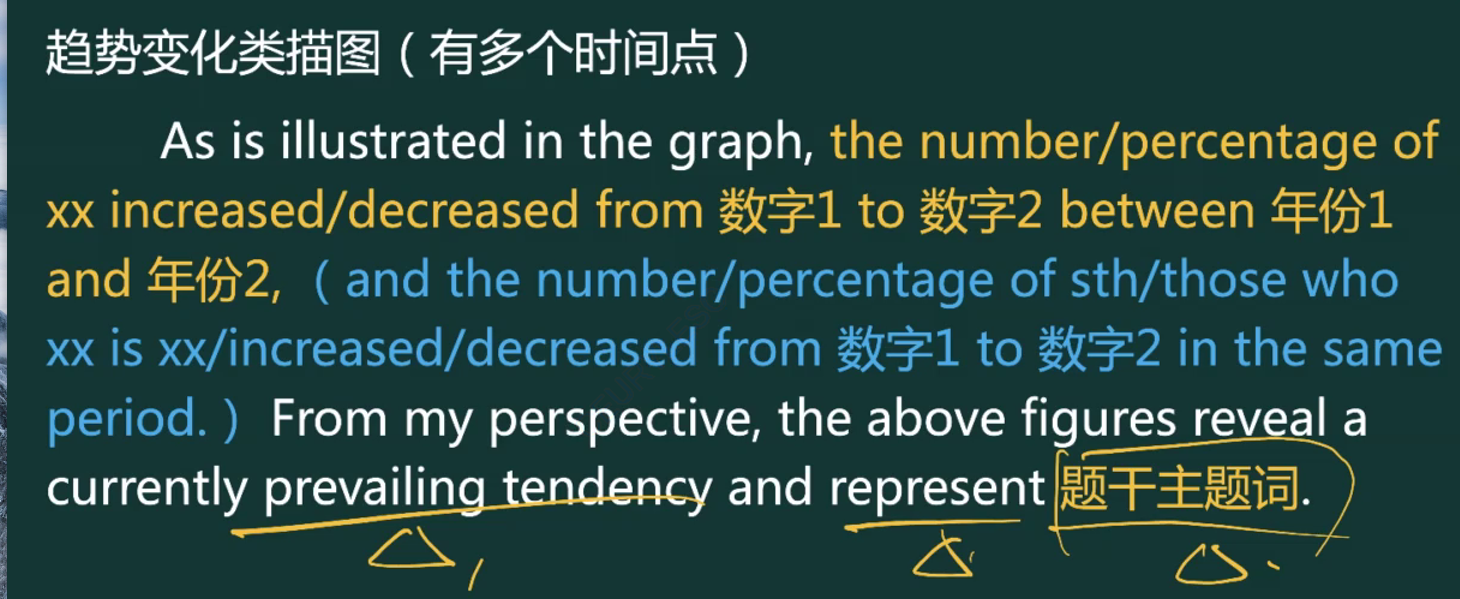 趋势变化类描图（有多个时间点）
As is illustrated in the graph, the number/percentage of
xx increased/decreased from 数字1 to 数字2 between 年份1
and 年份2,（and the number/percentage of sth/those who
xx is xx/increased/decreased from 数字1 to 数字2 in the same
period.）From my perspective, the above figures reveal a
currently prevailing tendency and represent 题干主题词.